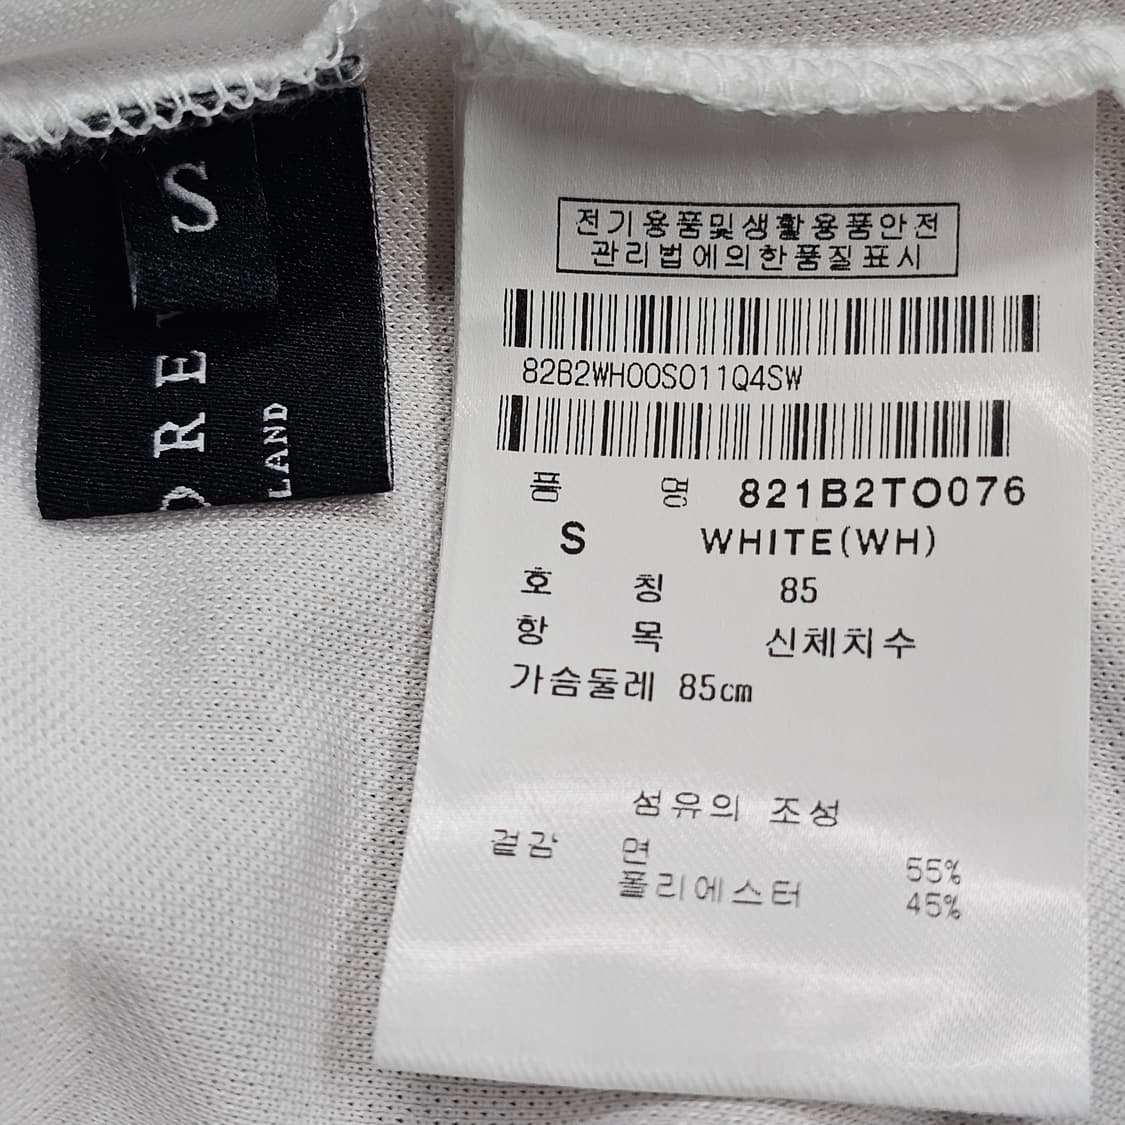 S
ORE
LAND
전기용품및생활용품안전
관리법에의한품질표시
82B2WH00S011Q4SW
품 명 821B2TO076
S WHITE(WH)
호 칭 85
항 목 신체치수
가슴둘레 85cm
섬유의 조성
겉감 면 55%
폴리에스터 45%